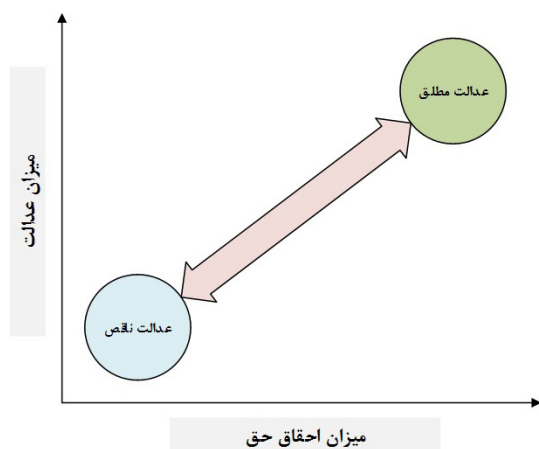 عدالت مطلق
میزان عدالت
عدالت ناقص
میزان احقاق حق